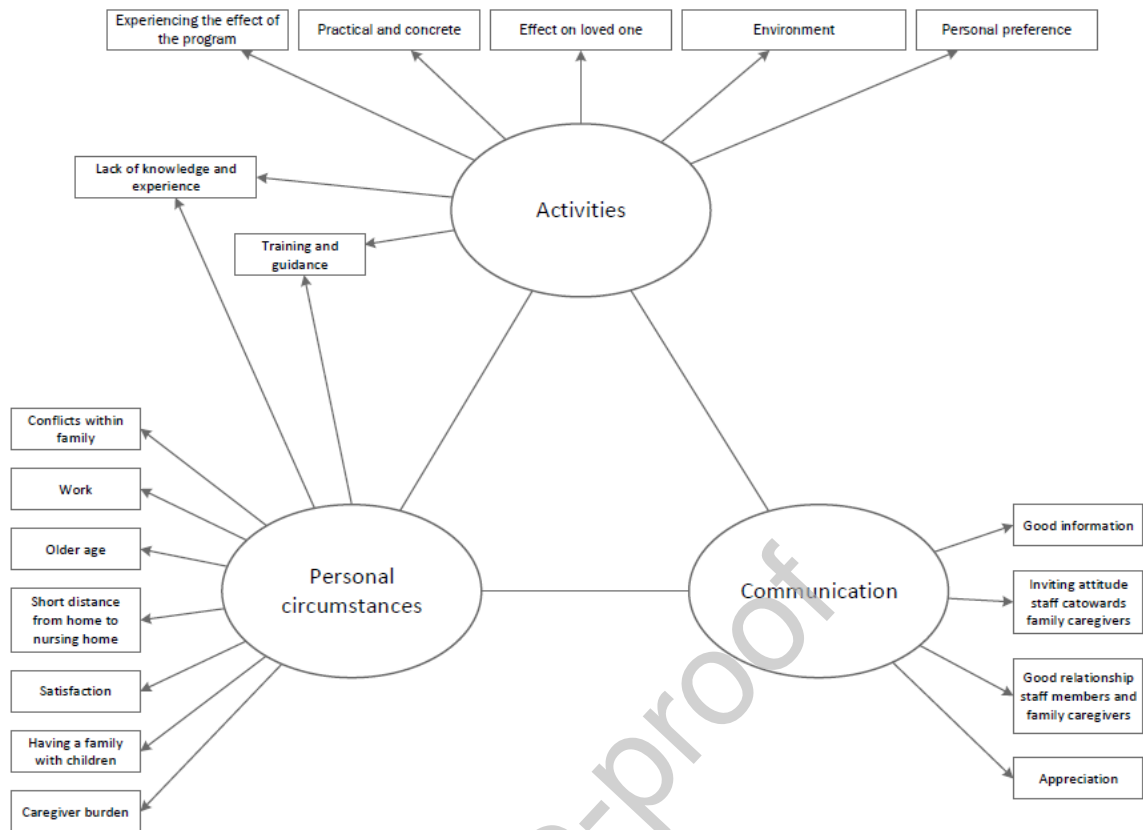 Experiencing the effect of
the program
Practical and concrete
Effect on loved one
Environment
Personal preference
Lack of knowledge and
experience
Activities
Training and
guidance
Conflicts within
family
Work
Older age
Short distance
from home to
nursing home
Satisfaction
Having a family
with children
Caregiver burden
Personal
circumstances
Communication
Good information
Inviting attitude
staff catowards
family caregivers
Good relationship
staff members and
family caregivers
Appreciation
e-proof